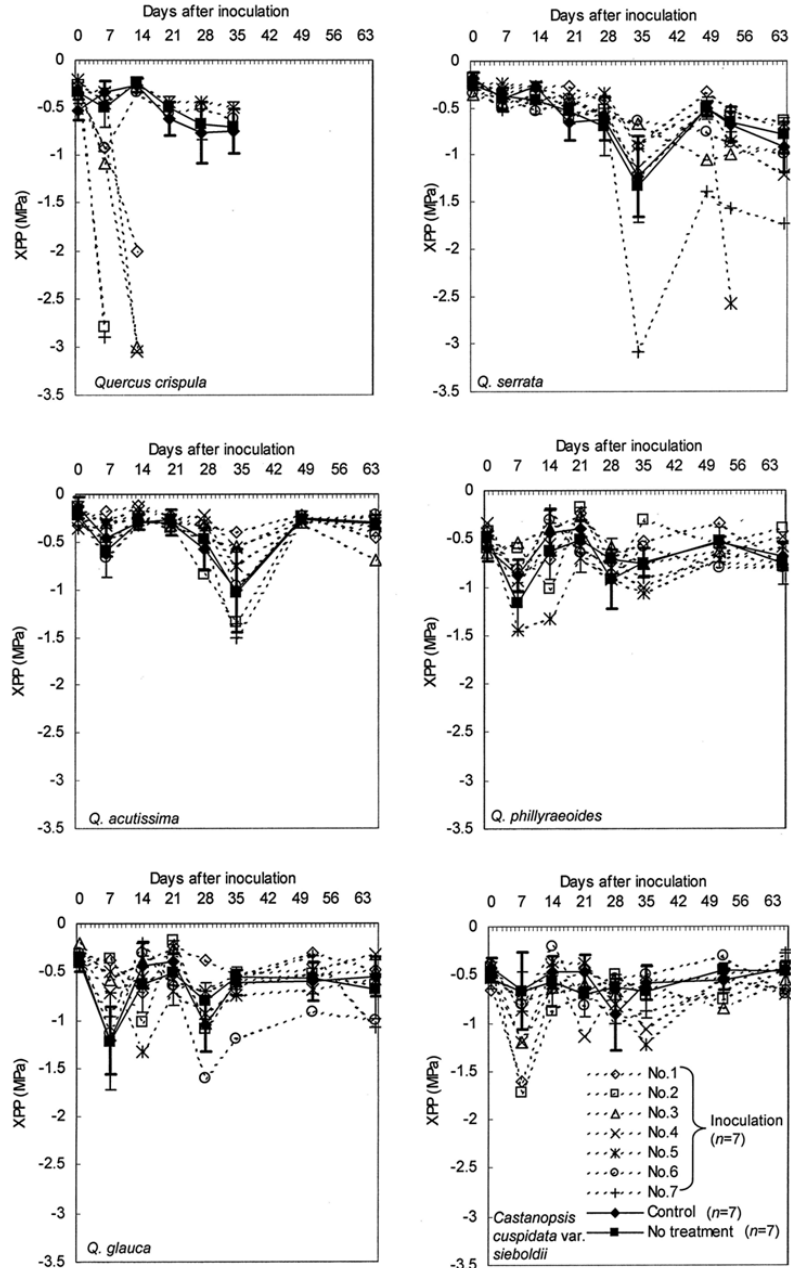 Days after inoculation
0 7 14 21 28 35 42 49 56 63
0
-0.5
-1
-1.5
-2
-2.5
-3
-3.5
XPP (MPa)
Quercus crispula
Days after inoculation
0 7 14 21 28 35 42 49 56 63
0
-0.5
-1
-1.5
-2
-2.5
-3
-3.5
XPP (MPa)
Q. serrata
Days after inoculation
0 7 14 21 28 35 42 49 56 63
0
-0.5
-1
-1.5
-2
-2.5
-3
-3.5
XPP (MPa)
Q. acutissima
Days after inoculation
0 7 14 21 28 35 42 49 56 63
0
-0.5
-1
-1.5
-2
-2.5
-3
-3.5
XPP (MPa)
Q. phillyraeoides
Days after inoculation
0 7 14 21 28 35 42 49 56 63
0
-0.5
-1
-1.5
-2
-2.5
-3
-3.5
XPP (MPa)
Q. glauca
Days after inoculation
0 7 14 21 28 35 42 49 56 63
0
-0.5
-1
-1.5
-2
-2.5
-3
-3.5
XPP (MPa)
No.1
No.2
No.3
No.4
No.5
No.6
No.7
Inoculation
(n=7)
Control (n=7)
No treatment (n=7)
Castanopsis
cuspidata var.
sieboldii